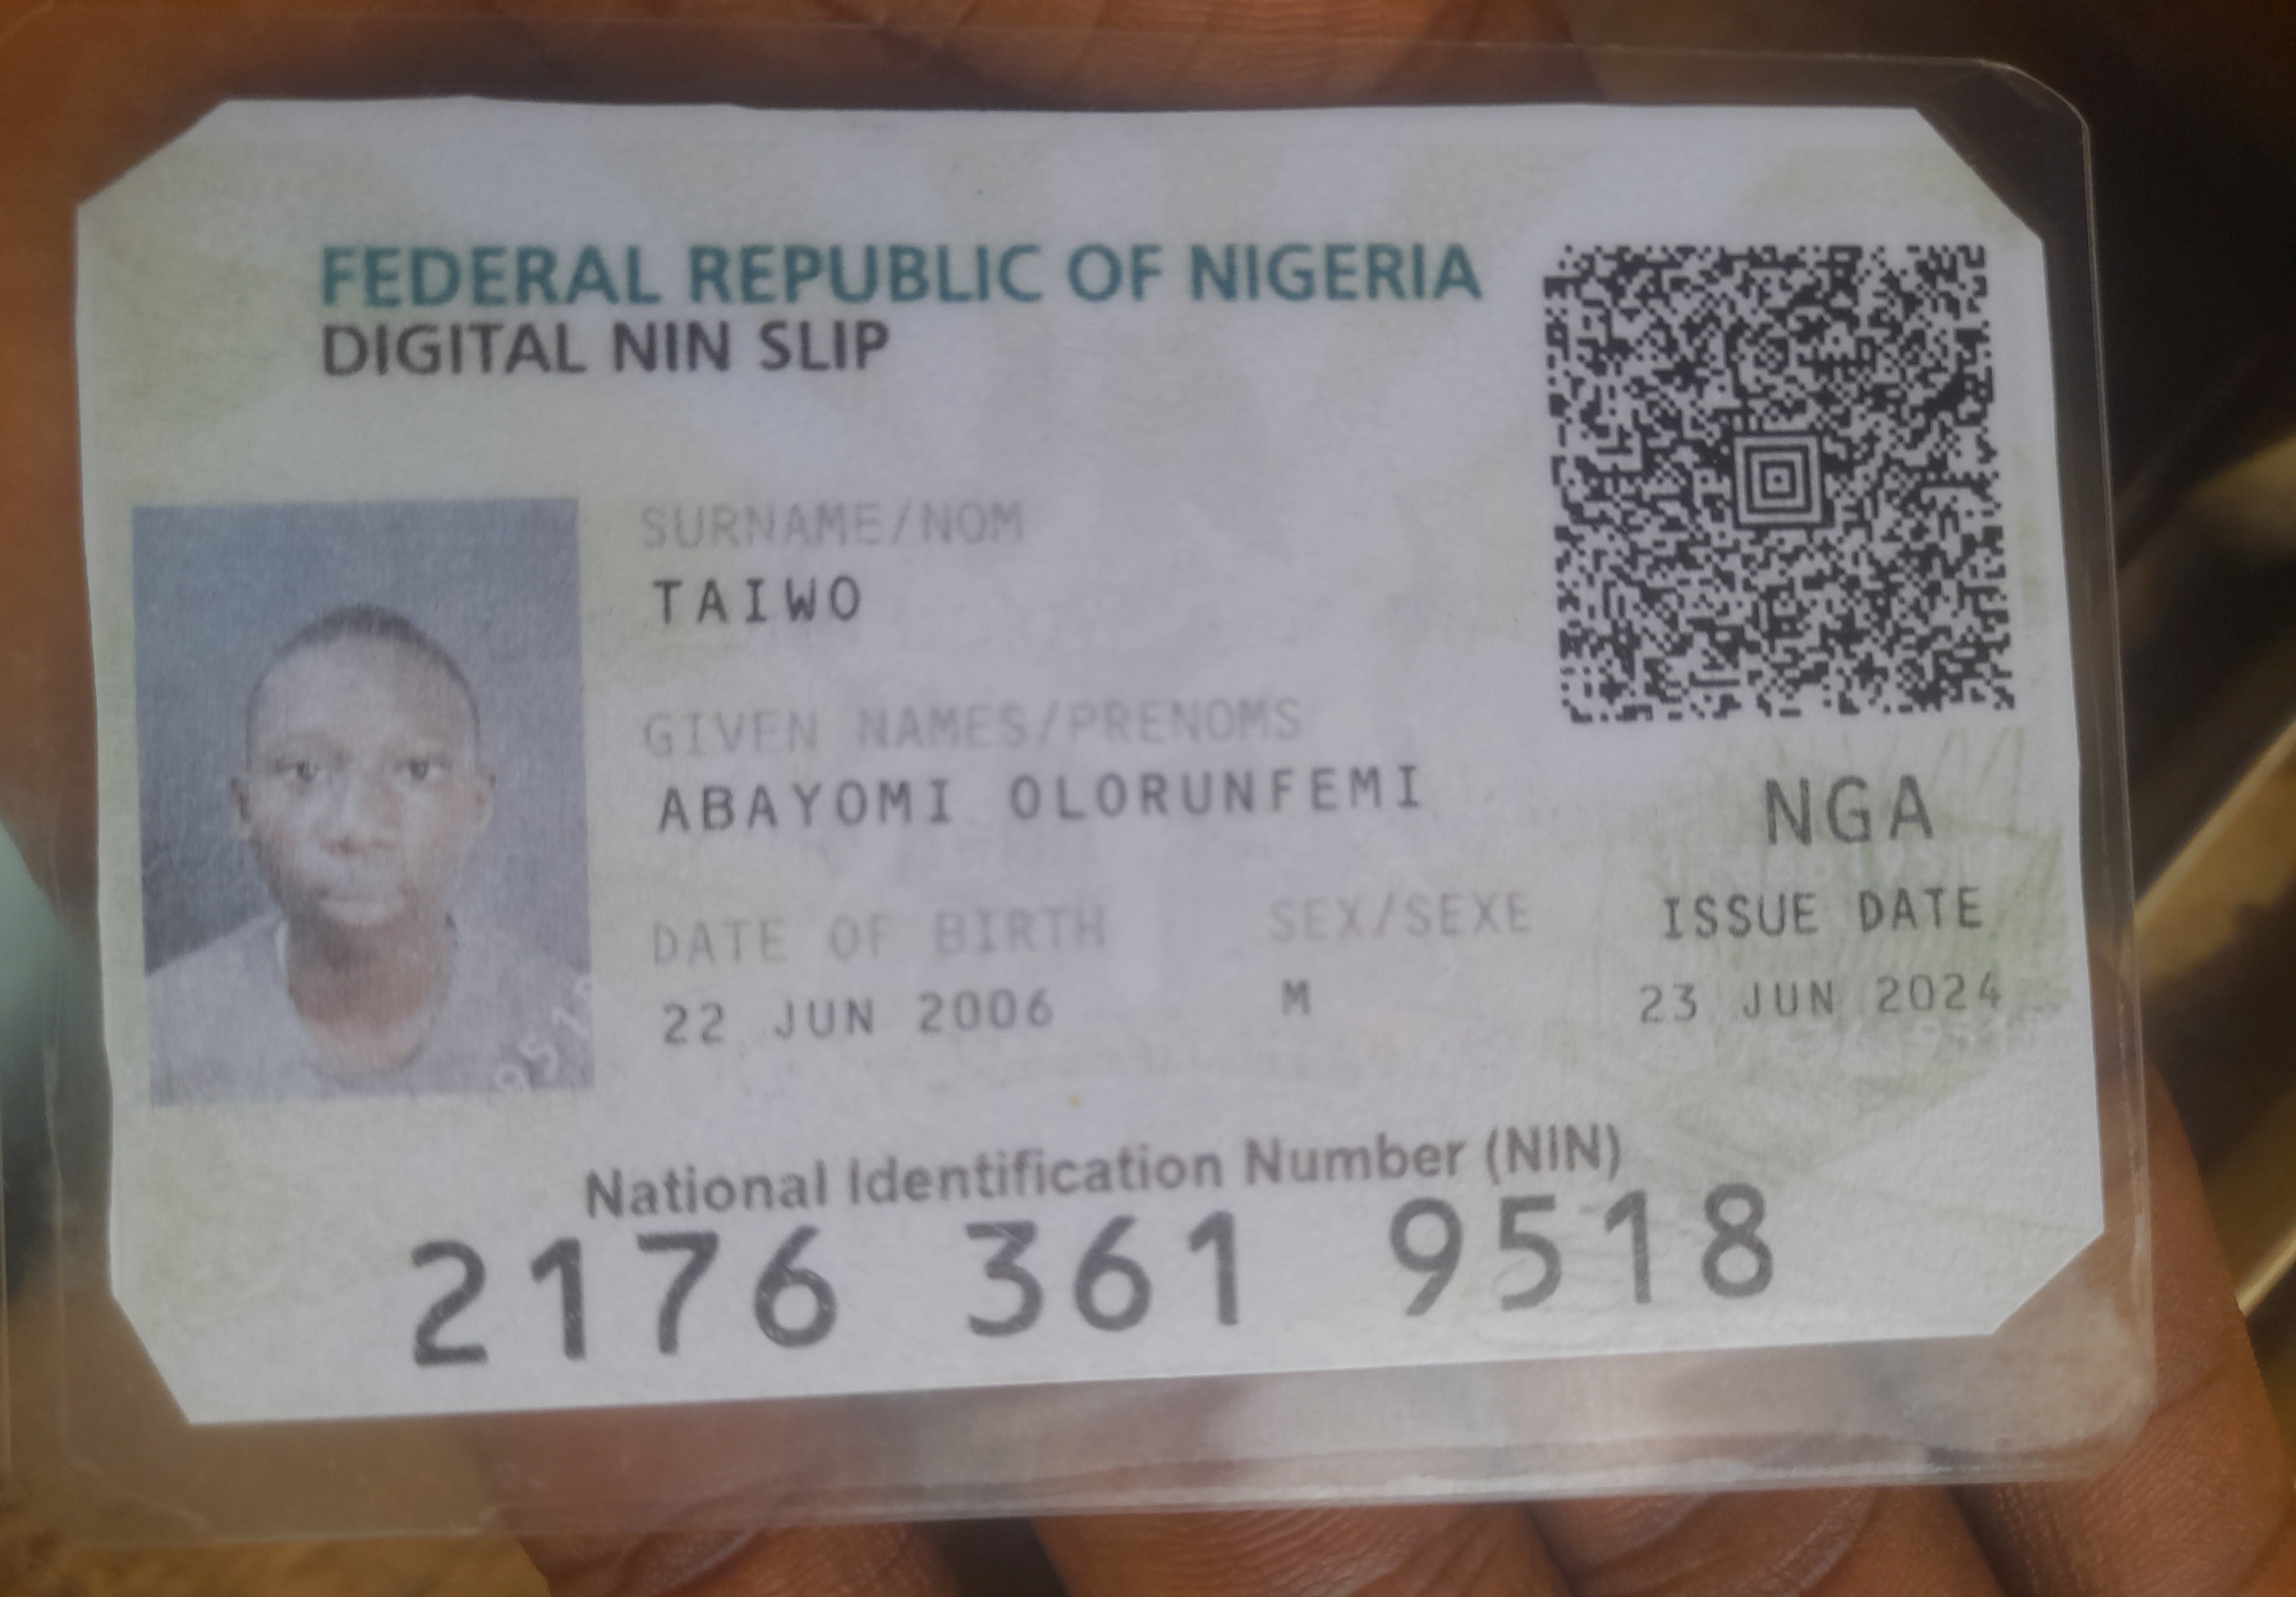 FEDERAL REPUBLIC OF NIGERIA
DIGITAL NIN SLIP
SURNAME/NOM
TAIWO
GIVEN NAMES/PRENOMS
ABAYOMI OLORUNFEMI
DATE OF BIRTH
22 JUN 2006
SEX/SEXE
M
NGA
ISSUE DATE
23 JUN 2024
National Identification Number (NIN)
2176 361 9518